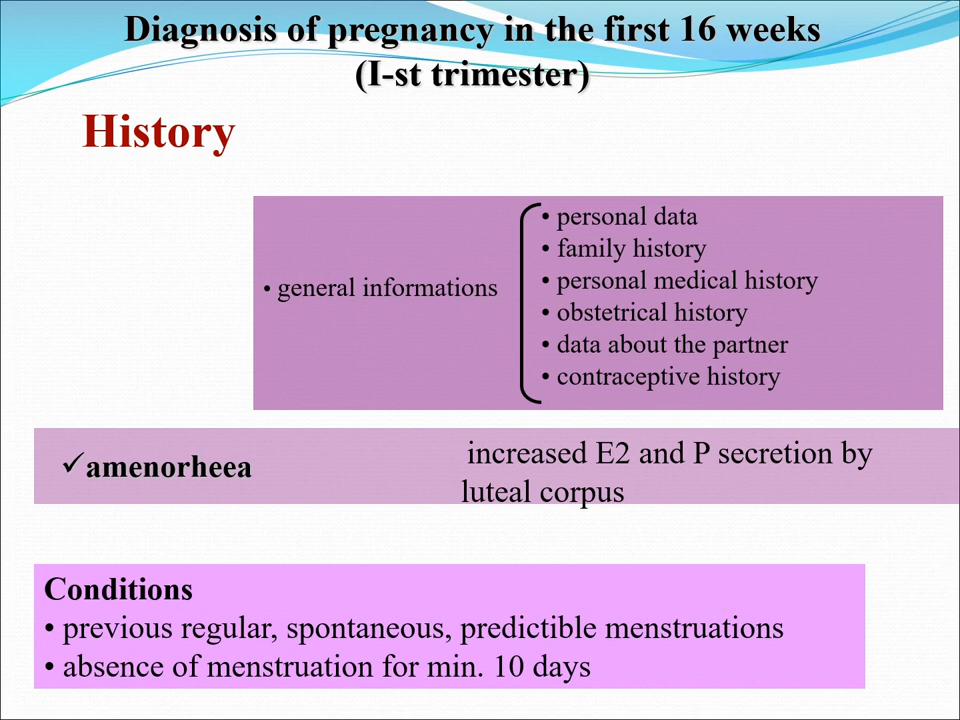 Diagnosis of pregnancy in the first 16 weeks
(I-st trimester)
History
• general informations
• personal data
• family history
• personal medical history
• obstetrical history
• data about the partner
• contraceptive history
✓amenorheea
increased E2 and P secretion by
luteal corpus
Conditions
• previous regular, spontaneous, predictible menstruations
• absence of menstruation for min. 10 days